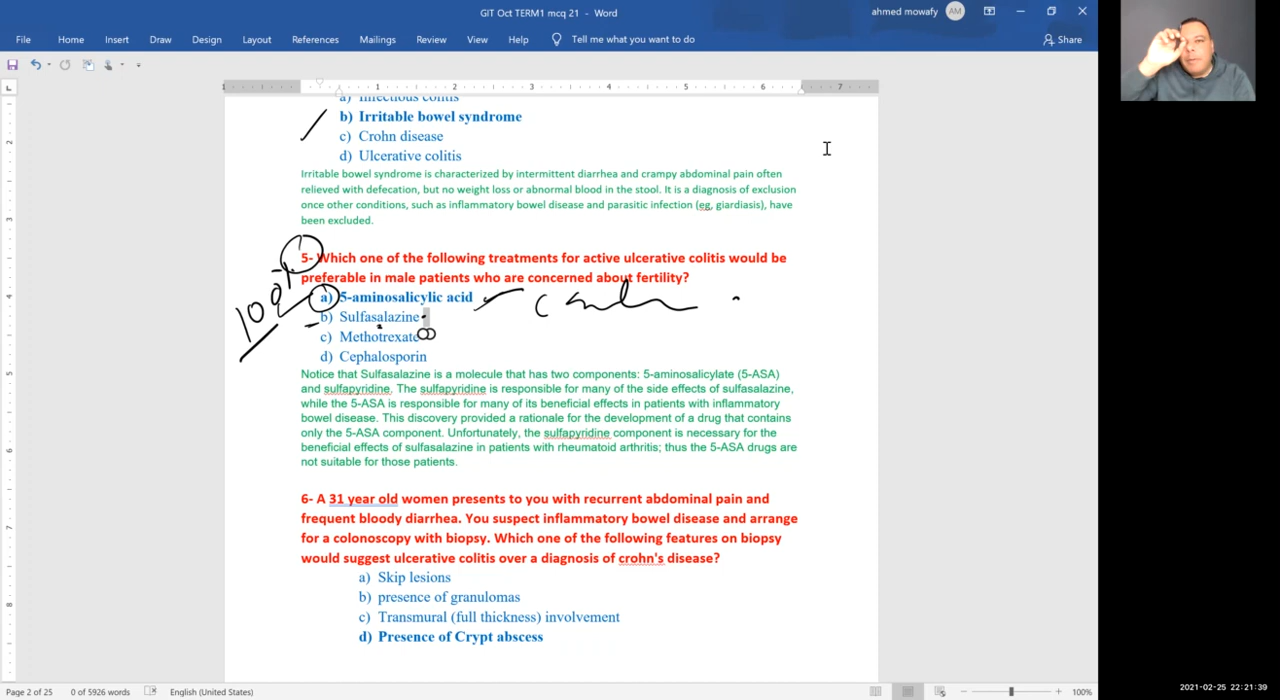 GIT Oct TERM1 mcq 21 - Word
ahmed mowafy AM
File Home Insert Draw Design Layout References Mailings Review View Help Tell me what you want to do Share
1 1 2 3 4 5 6 7
a) Infectious colitis
b) Irritable bowel syndrome
c) Crohn disease
d) Ulcerative colitis
Irritable bowel syndrome is characterized by intermittent diarrhea and crampy abdominal pain often
relieved with defecation, but no weight loss or abnormal blood in the stool. It is a diagnosis of exclusion
once other conditions, such as inflammatory bowel disease and parasitic infection (eg, giardiasis), have
been excluded.
5- Which one of the following treatments for active ulcerative colitis would be
preferable in male patients who are concerned about fertility?
100%
a) 5-aminosalicylic acid
b) Sulfasalazine
c) Methotrexate
d) Cephalosporin
Notice that Sulfasalazine is a molecule that has two components: 5-aminosalicylate (5-ASA)
and sulfapyridine. The sulfapyridine is responsible for many of the side effects of sulfasalazine,
while the 5-ASA is responsible for many of its beneficial effects in patients with inflammatory
bowel disease. This discovery provided a rationale for the development of a drug that contains
only the 5-ASA component. Unfortunately, the sulfapyridine component is necessary for the
beneficial effects of sulfasalazine in patients with rheumatoid arthritis; thus the 5-ASA drugs are
not suitable for those patients.
6- A 31 year old women presents to you with recurrent abdominal pain and
frequent bloody diarrhea. You suspect inflammatory bowel disease and arrange
for a colonoscopy with biopsy. Which one of the following features on biopsy
would suggest ulcerative colitis over a diagnosis of crohn's disease?
a) Skip lesions
b) presence of granulomas
c) Transmural (full thickness) involvement
d) Presence of Crypt abscess
Page 2 of 25 0 of 5926 words English (United States) 100%
2021-02-25 22:21:39